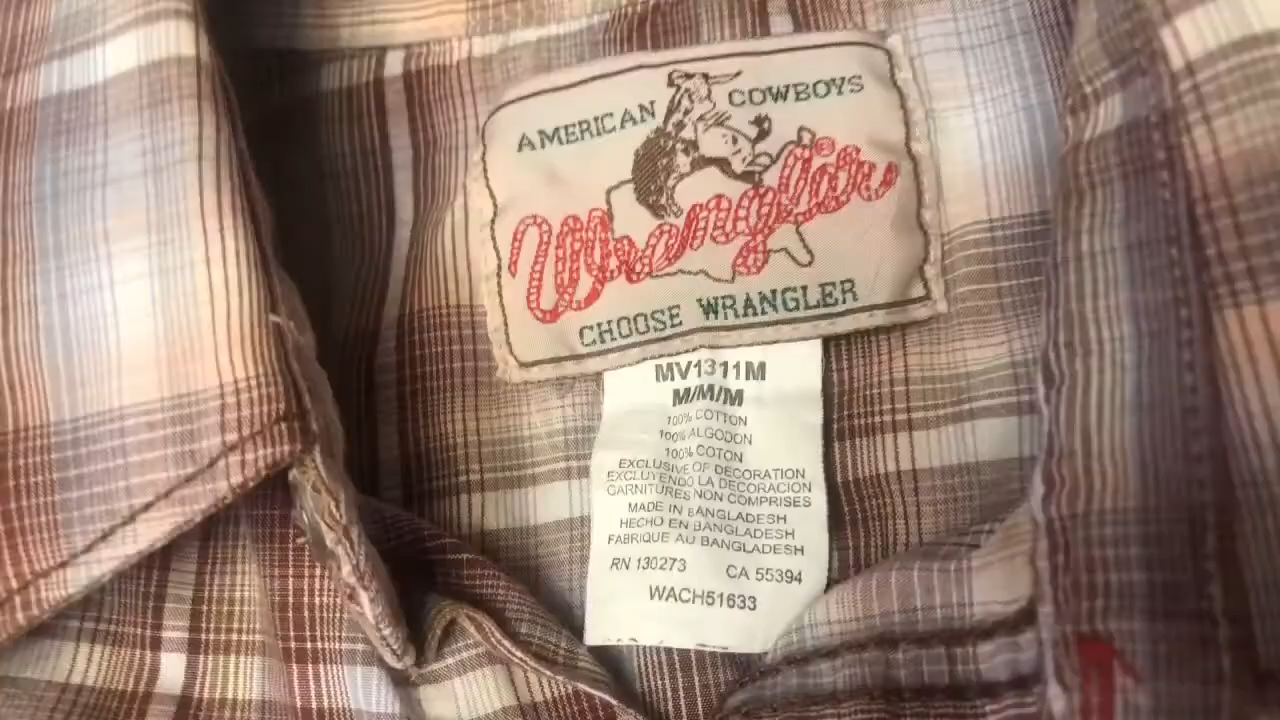 AMERICAN COWBOYS
Wrangler®
CHOOSE WRANGLER
MV1311M
M/M/M
100% COTTON
100% ALGODON
100% COTON
EXCLUSIVE OF DECORATION
EXCLUYENDO LA DECORACION
GARNITURES NON COMPRISES
MADE IN BANGLADESH
HECHO EN BANGLADESH
FABRIQUE AU BANGLADESH
RN 130273 CA 55394
WACH51633